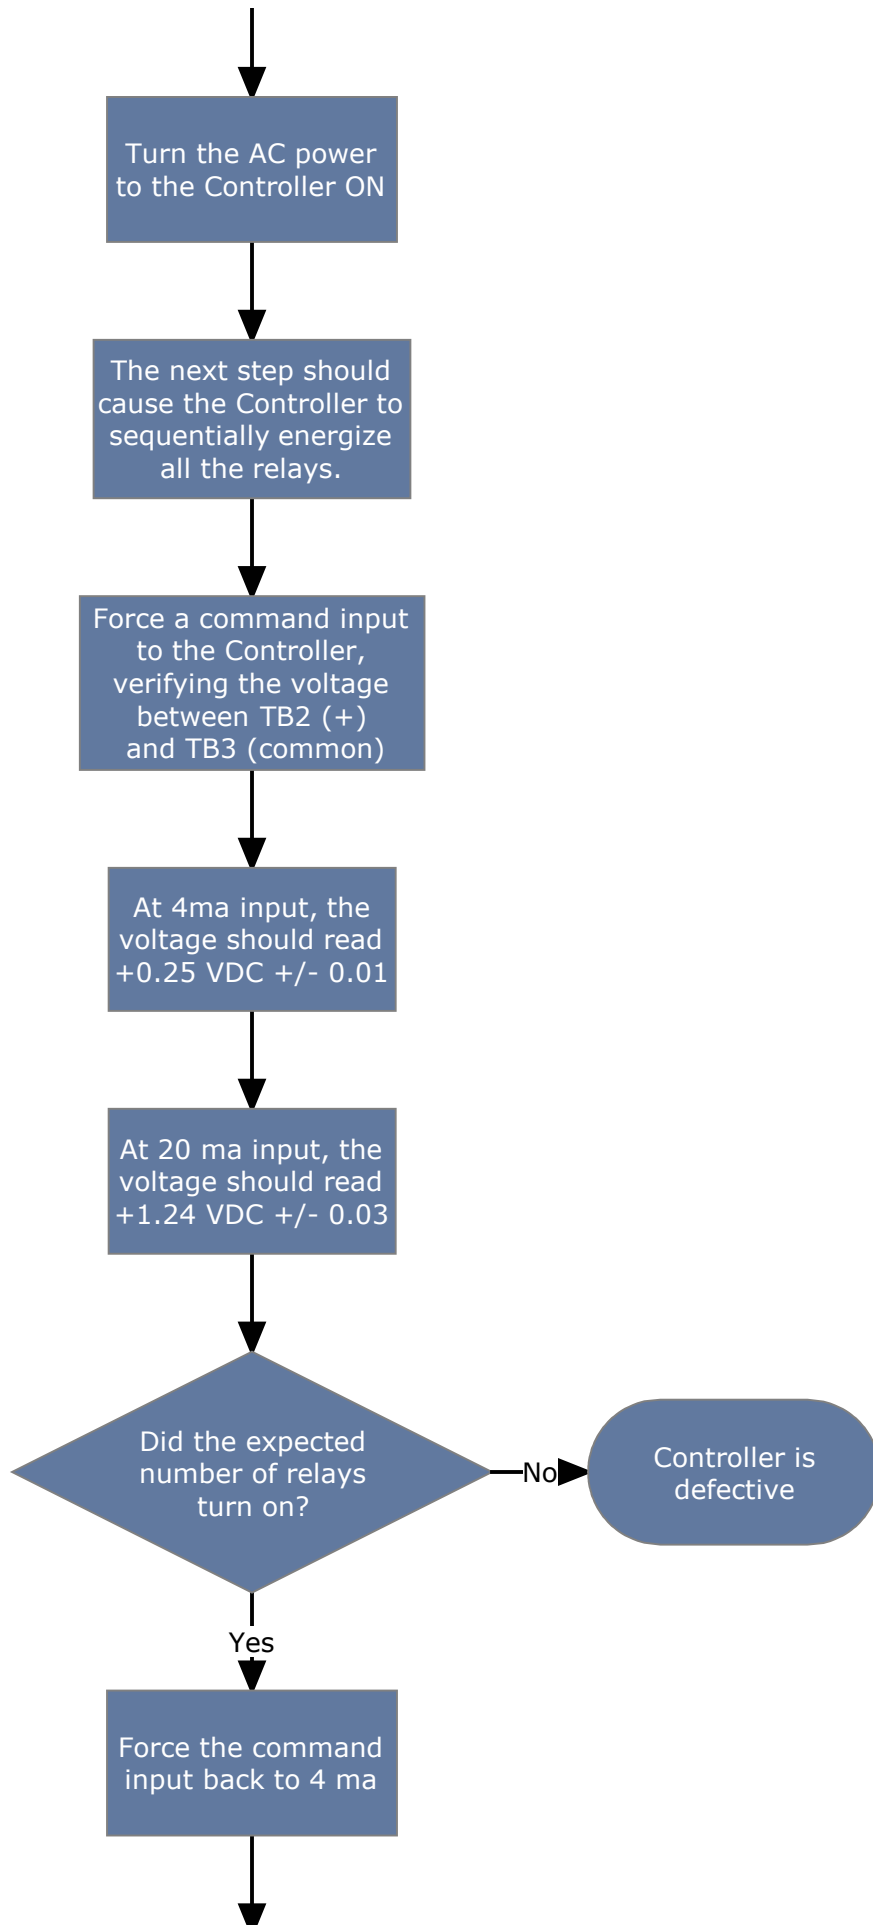 Turn the AC power
to the Controller ON
The next step should
cause the Controller to
sequentially energize
all the relays.
Force a command input
to the Controller,
verifying the voltage
between TB2 (+)
and TB3 (common)
At 4ma input, the
voltage should read
+0.25 VDC +/- 0.01
At 20 ma input, the
voltage should read
+1.24 VDC +/- 0.03
Did the expected
number of relays
turn on?
No
Controller is
defective
Yes
Force the command
input back to 4 ma